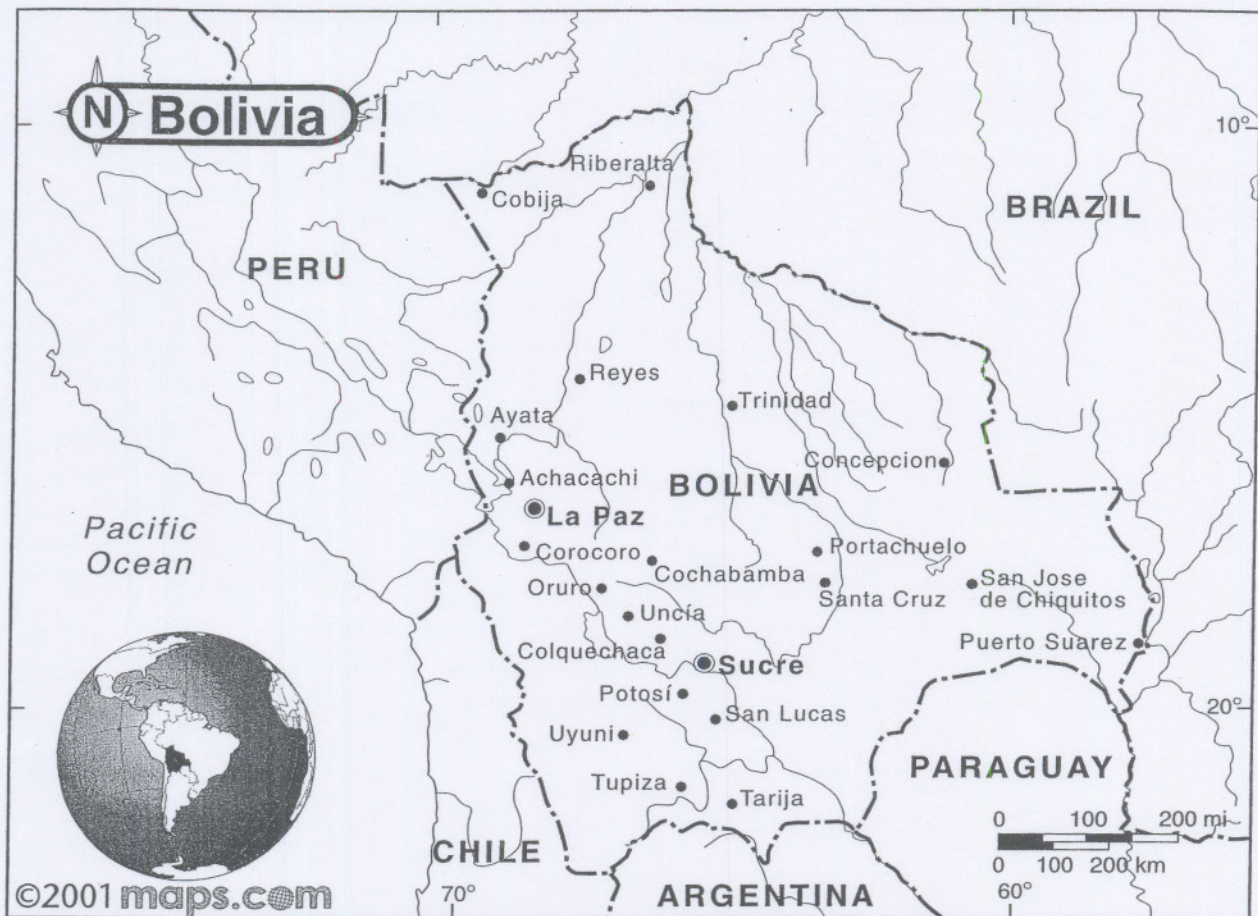 N Bolivia
10°
Riberalta
Cobija
BRAZIL
PERU
Reyes
Trinidad
Ayata
Concepcion
Achacachi
BOLIVIA
La Paz
Pacific
Ocean
Corocoro
Portachuelo
Cochabamba
Oruro
San Jose
de Chiquitos
Santa Cruz
Uncía
Colquechaca
Puerto Suarez
Sucre
Potosí
San Lucas
20°
Uyuni
PARAGUAY
Tupiza
Tarija
0 100 200 mi
0 100 200 km
CHILE
ARGENTINA
©2001 maps.com
70°
60°